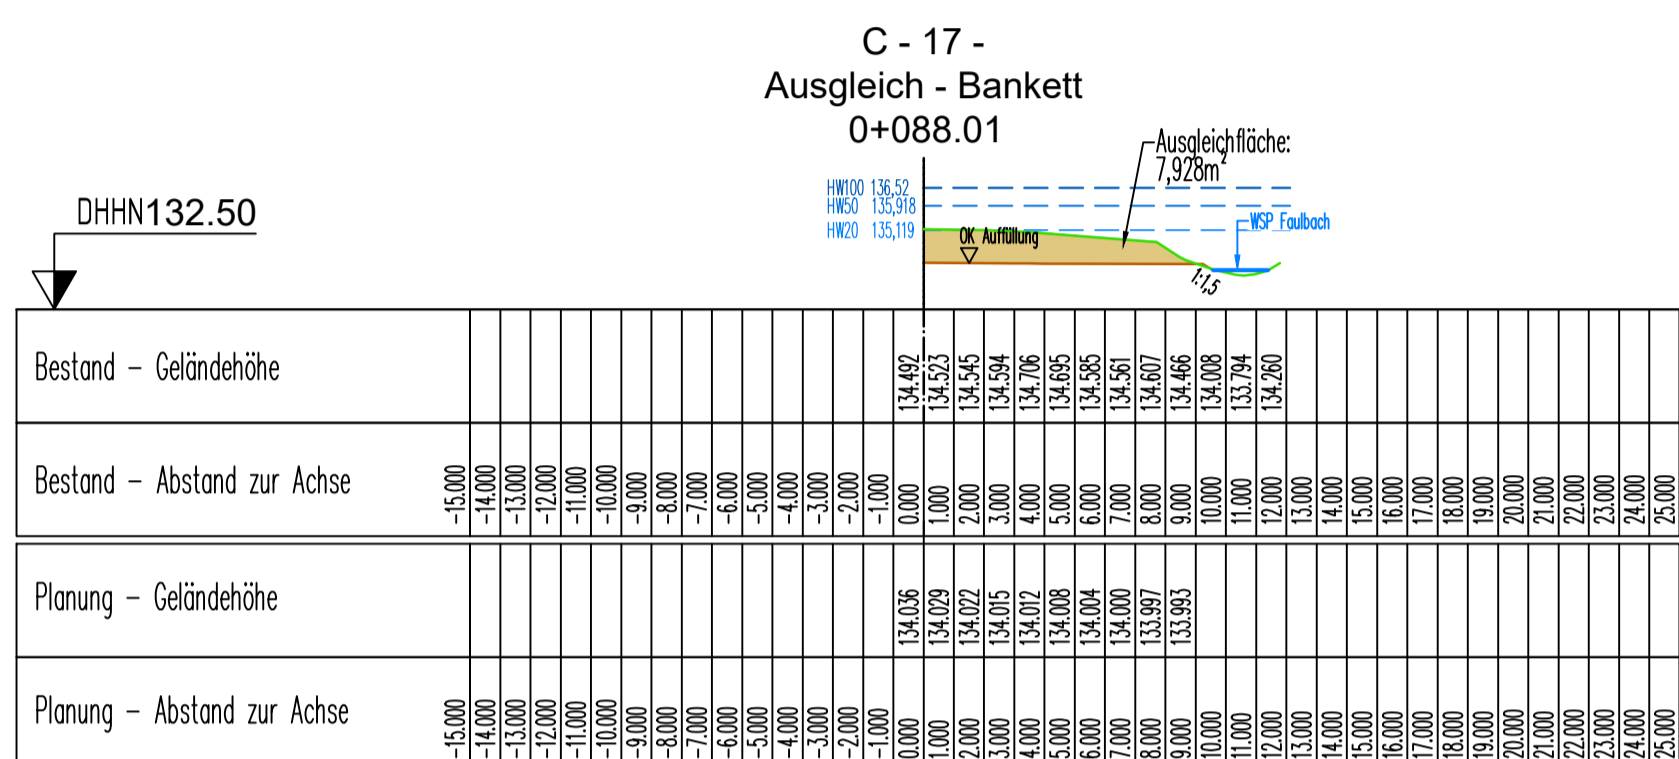 C - 17 -
Ausgleich - Bankett
0+088.01
Ausgleichfläche:
7,928m²
HW100 136,52
HW50 135,918
HW20 135,119
DHHN132.50
OK Auffüllung
WSP Faulbach
1:1,5
Bestand - Geländehöhe
134.492 134.523 134.545 134.594 134.706 134.695 134.585 134.561 134.607 134.466 134.008 133.794 134.260
Bestand - Abstand zur Achse
-15.000 -14.000 -13.000 -12.000 -11.000 -10.000 -9.000 -8.000 -7.000 -6.000 -5.000 -4.000 -3.000 -2.000 -1.000 0.000 1.000 2.000 3.000 4.000 5.000 6.000 7.000 8.000 9.000 10.000 11.000 12.000 13.000 14.000 15.000 16.000 17.000 18.000 19.000 20.000 21.000 22.000 23.000 24.000 25.000
Planung - Geländehöhe
134.036 134.029 134.022 134.015 134.012 134.008 134.004 134.000 133.997 133.993
Planung - Abstand zur Achse
-15.000 -14.000 -13.000 -12.000 -11.000 -10.000 -9.000 -8.000 -7.000 -6.000 -5.000 -4.000 -3.000 -2.000 -1.000 0.000 1.000 2.000 3.000 4.000 5.000 6.000 7.000 8.000 9.000 10.000 11.000 12.000 13.000 14.000 15.000 16.000 17.000 18.000 19.000 20.000 21.000 22.000 23.000 24.000 25.000